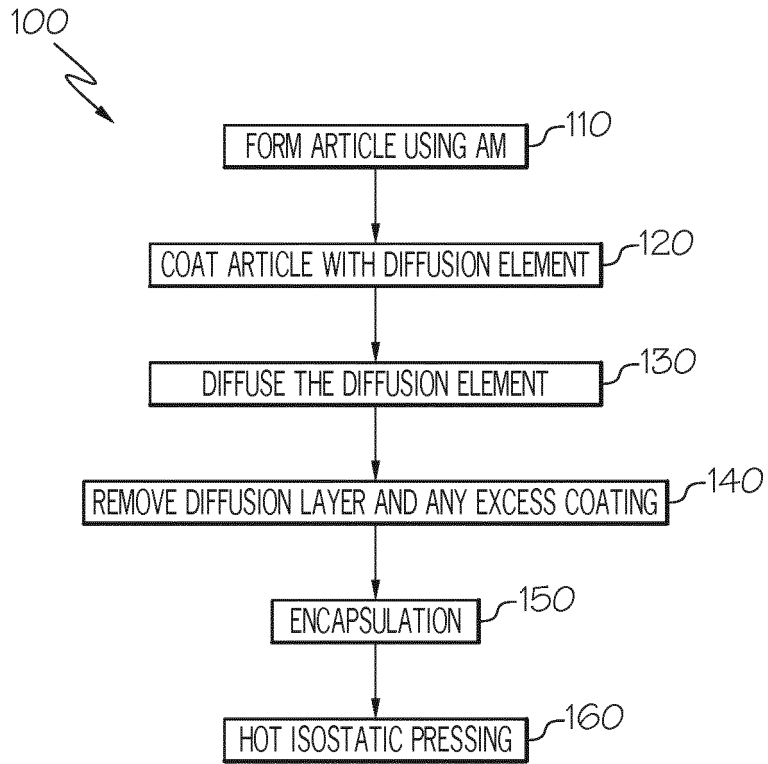 100
FORM ARTICLE USING AM
110
COAT ARTICLE WITH DIFFUSION ELEMENT
120
DIFFUSE THE DIFFUSION ELEMENT
130
REMOVE DIFFUSION LAYER AND ANY EXCESS COATING
140
ENCAPSULATION
150
HOT ISOSTATIC PRESSING
160